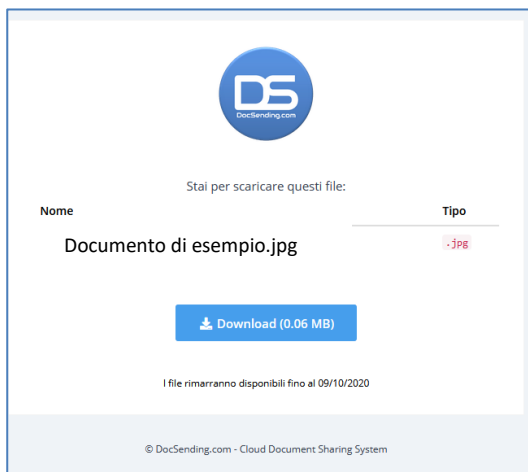 DS
DocSending.com
Stai per scaricare questi file:
Nome Tipo
Documento di esempio.jpg .jpg
Download (0.06 MB)
I file rimarranno disponibili fino al 09/10/2020
© DocSending.com - Cloud Document Sharing System